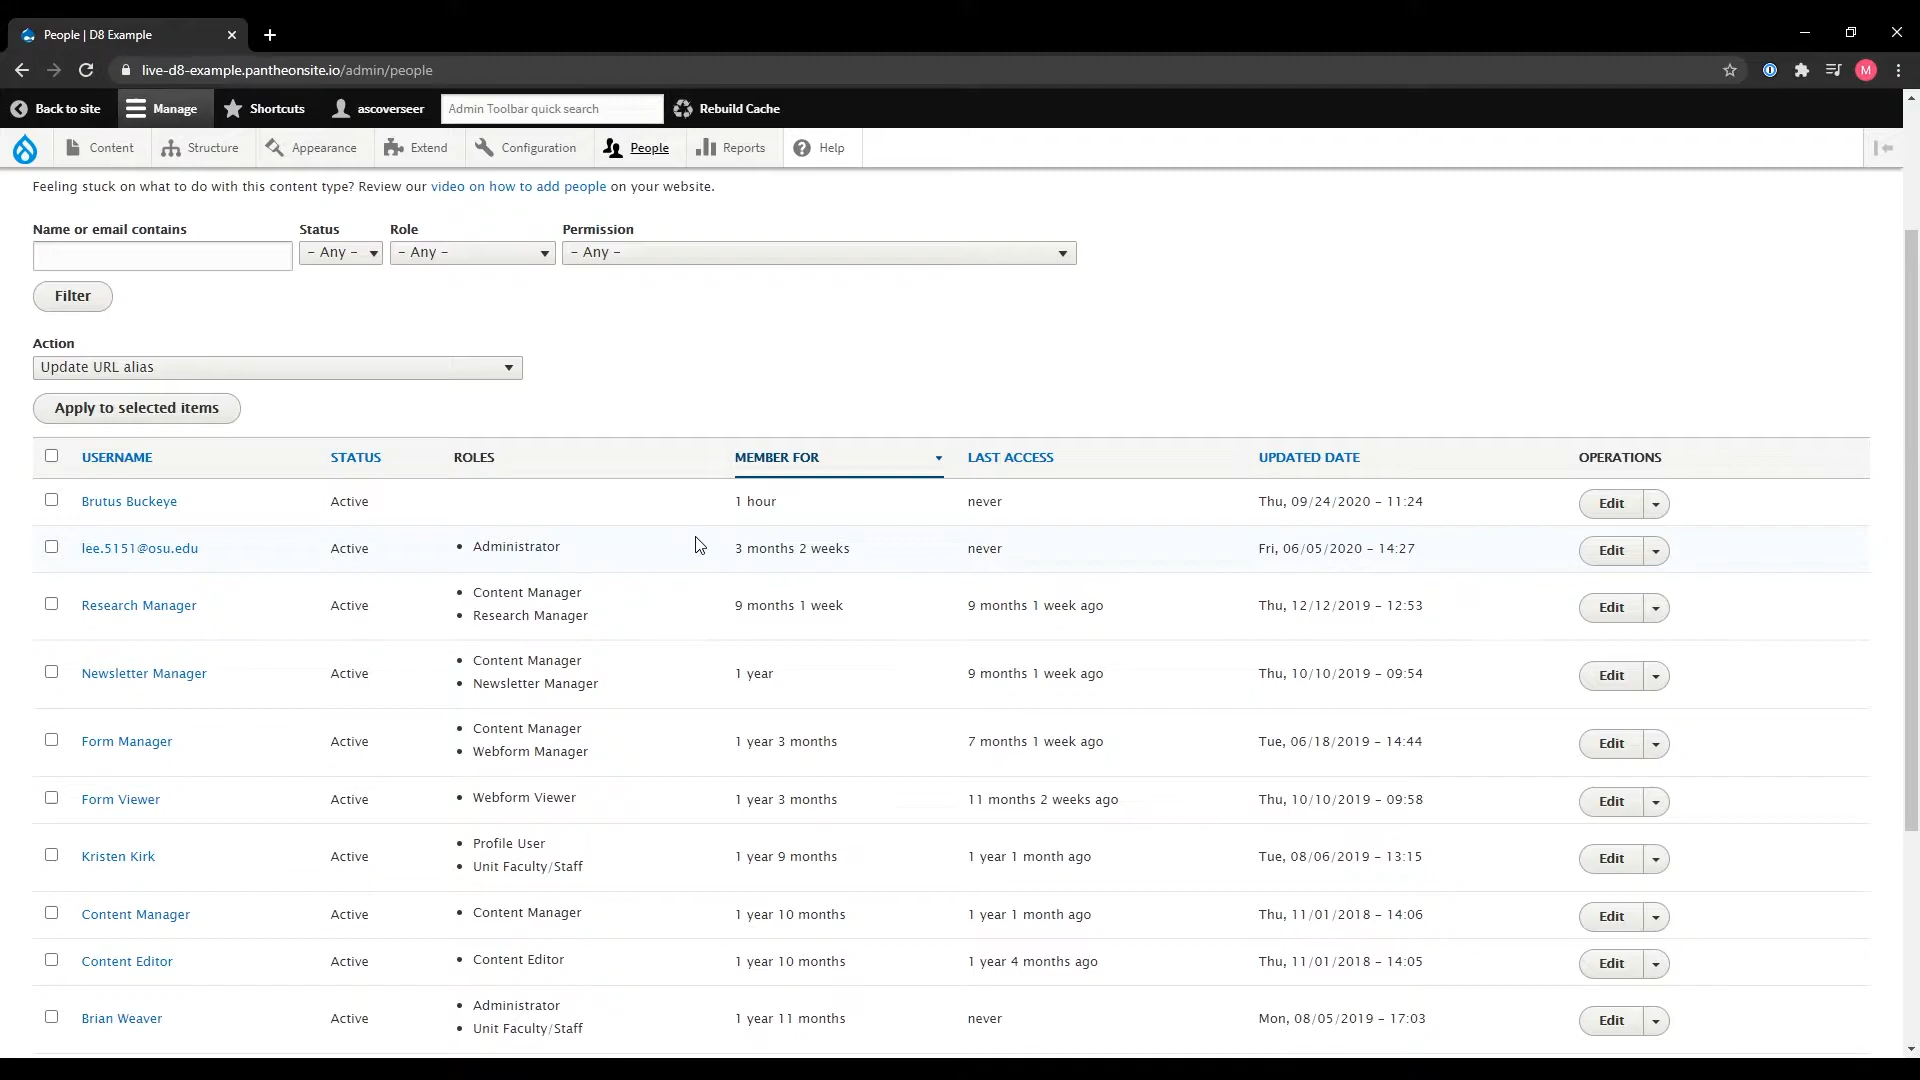 People | D8 Example
live-d8-example.pantheonsite.io/admin/people
M
Back to site Manage Shortcuts ascoverseer Admin Toolbar quick search Rebuild Cache
Content Structure Appearance Extend Configuration People Reports Help
Feeling stuck on what to do with this content type? Review our video on how to add people on your website.
Name or email contains Status Role Permission
- Any - - Any - - Any -
Filter
Action
Update URL alias
Apply to selected items
USERNAME STATUS ROLES MEMBER FOR LAST ACCESS UPDATED DATE OPERATIONS
Brutus Buckeye Active 1 hour never Thu, 09/24/2020 - 11:24 Edit
lee.5151@osu.edu Active Administrator 3 months 2 weeks never Fri, 06/05/2020 - 14:27 Edit
Content Manager
Research Manager Active 9 months 1 week 9 months 1 week ago Thu, 12/12/2019 - 12:53 Edit
Research Manager
Content Manager
Newsletter Manager Active 1 year 9 months 1 week ago Thu, 10/10/2019 - 09:54 Edit
Newsletter Manager
Content Manager
Form Manager Active 1 year 3 months 7 months 1 week ago Tue, 06/18/2019 - 14:44 Edit
Webform Manager
Form Viewer Active Webform Viewer 1 year 3 months 11 months 2 weeks ago Thu, 10/10/2019 - 09:58 Edit
Profile User
Kristen Kirk Active 1 year 9 months 1 year 1 month ago Tue, 08/06/2019 - 13:15 Edit
Unit Faculty/Staff
Content Manager Active Content Manager 1 year 10 months 1 year 1 month ago Thu, 11/01/2018 - 14:06 Edit
Content Editor Active Content Editor 1 year 10 months 1 year 4 months ago Thu, 11/01/2018 - 14:05 Edit
Administrator
Brian Weaver Active 1 year 11 months never Mon, 08/05/2019 - 17:03 Edit
Unit Faculty/Staff